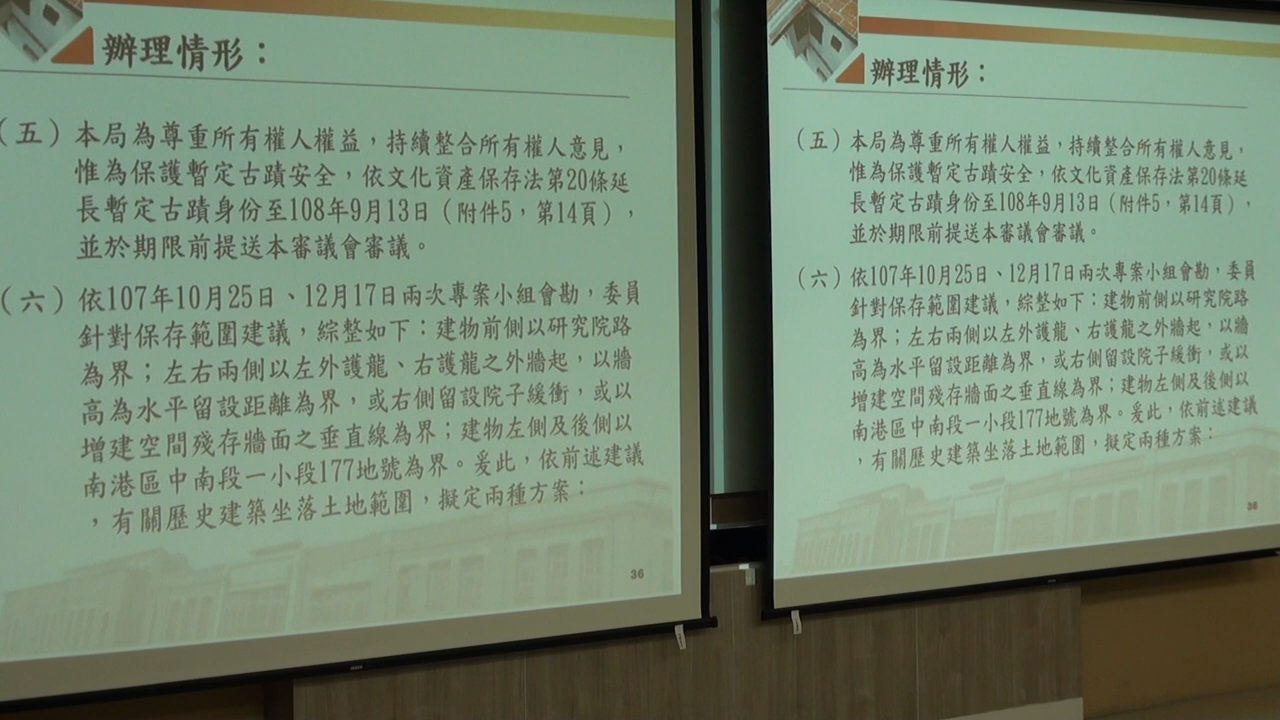 辦理情形：
（五）本局為尊重所有權人權益，持續整合所有權人意見，
惟為保護暫定古蹟安全，依文化資產保存法第20條延
長暫定古蹟身份至108年9月13日（附件5，第14頁），
並於期限前提送本審議會審議。
（六）依107年10月25日、12月17日兩次專案小組會勘，委員
針對保存範圍建議，綜整如下：建物前側以研究院路
為界；左右兩側以左外護龍、右護龍之外牆起，以牆
高為水平留設距離為界，或右側留設院子緩衝，或以
增建空間殘存牆面之垂直線為界；建物左側及後側以
南港區中南段一小段177地號為界。爰此，依前述建議
，有關歷史建築坐落土地範圍，擬定兩種方案：
36
辦理情形：
（五）本局為尊重所有權人權益，持續整合所有權人意見，
惟為保護暫定古蹟安全，依文化資產保存法第20條延
長暫定古蹟身份至108年9月13日（附件5，第14頁），
並於期限前提送本審議會審議。
（六）依107年10月25日、12月17日兩次專案小組會勘，委員
針對保存範圍建議，綜整如下：建物前側以研究院路
為界；左右兩側以左外護龍、右護龍之外牆起，以牆
高為水平留設距離為界，或右側留設院子緩衝，或以
增建空間殘存牆面之垂直線為界；建物左側及後側以
南港區中南段一小段177地號為界。爰此，依前述建議
，有關歷史建築坐落土地範圍，擬定兩種方案：
36